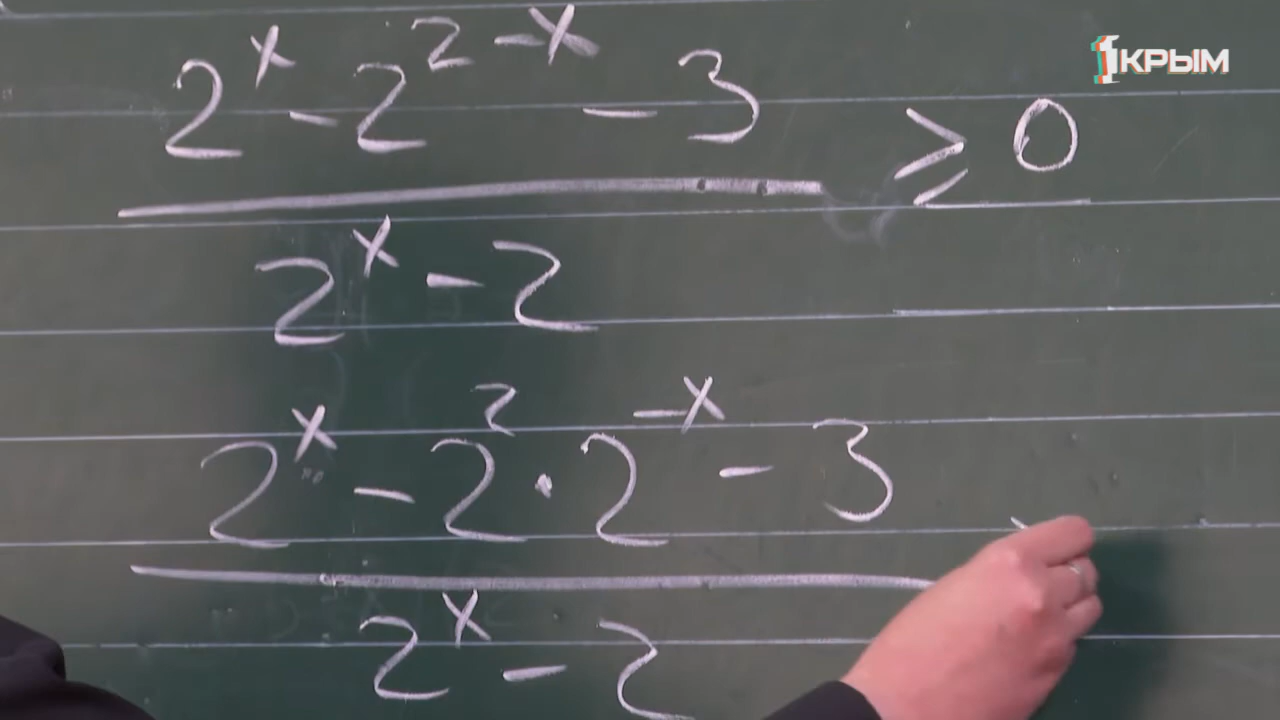 1КРЫМ
2^x - 2^(2-x) - 3
≥ 0
2^x - 2
2^x - 2^2 · 2^(-x) - 3
2^x - 2